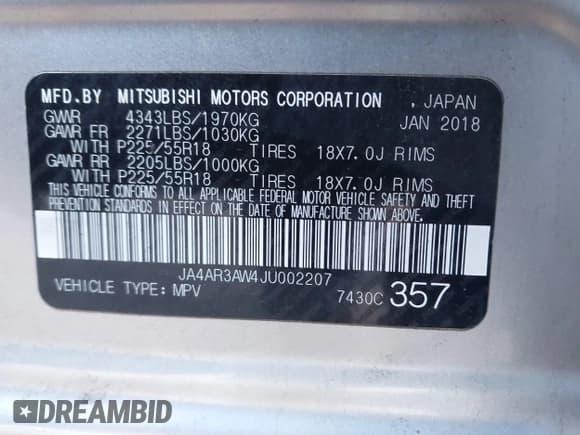 MFD.BY MITSUBISHI MOTORS CORPORATION , JAPAN
GVWR 4343LBS/1970KG JAN 2018
GAWR FR 2271LBS/1030KG
WITH P225/55R18 TIRES 18X7.0J RIMS
GAWR RR 2205LBS/1000KG
WITH P225/55R18 TIRES 18X7.0J RIMS
THIS VEHICLE CONFORMS TO ALL APPLICABLE FEDERAL MOTOR VEHICLE SAFETY AND THEFT
PREVENTION STANDARDS IN EFFECT ON THE DATE OF MANUFACTURE SHOWN ABOVE.
JA4AR3AW4JU002207
VEHICLE TYPE: MPV 7430C 357
DREAMBID